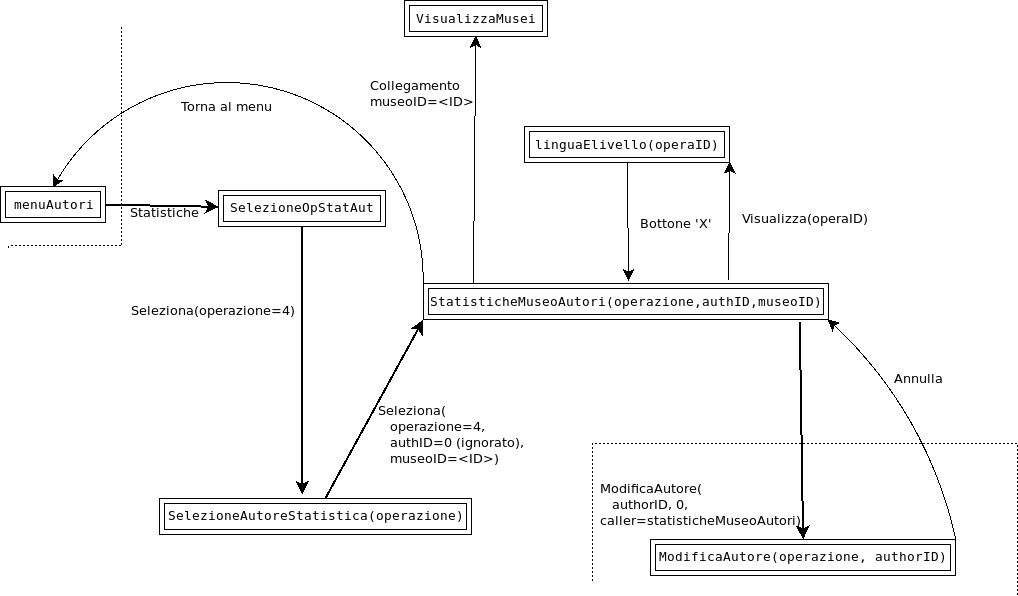 VisualizzaMusei
Collegamento
museoID=<ID>
Torna al menu
linguaElivello(operaID)
menuAutori
Statistiche
SelezioneOpStatAut
Bottone 'X'
Visualizza(operaID)
StatisticheMuseoAutori(operazione,authID,museoID)
Seleziona(operazione=4)
Annulla
Seleziona(
operazione=4,
authID=0 (ignorato),
museoID=<ID>)
ModificaAutore(
authorID, 0,
caller=statisticheMuseoAutori)
SelezioneAutoreStatistica(operazione)
ModificaAutore(operazione, authorID)